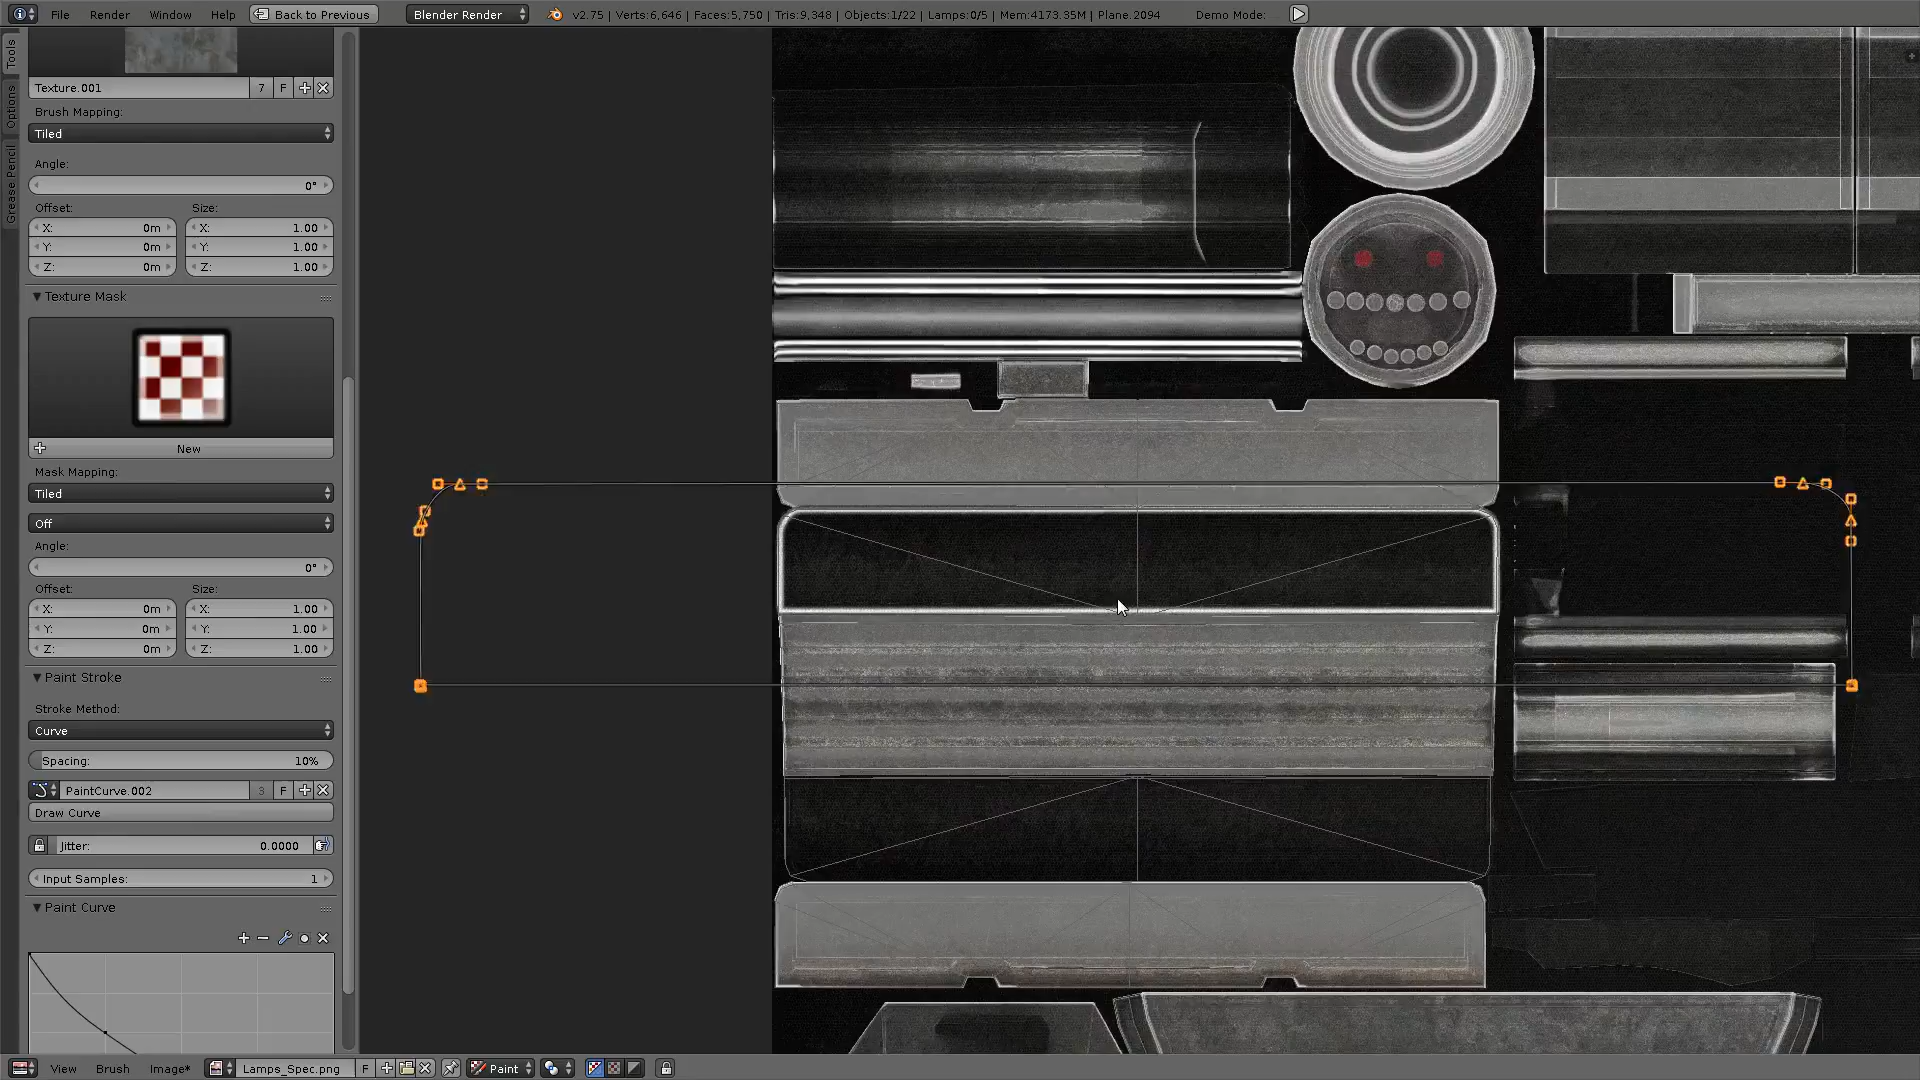 File Render Window Help Back to Previous Blender Render v2.75 | Verts:6,646 | Faces:5,750 | Tris:9,348 | Objects:1/22 | Lamps:0/5 | Mem:4173.35M | Plane.2094 Demo Mode:
Tools
Options
Grease Pencil
Texture.001 7 F
Brush Mapping:
Tiled
Angle:
0°
Offset: Size:
X: 0m X: 1.00
Y: 0m Y: 1.00
Z: 0m Z: 1.00
Texture Mask
New
Mask Mapping:
Tiled
Off
Angle:
0°
Offset: Size:
X: 0m X: 1.00
Y: 0m Y: 1.00
Z: 0m Z: 1.00
Paint Stroke
Stroke Method:
Curve
Spacing: 10%
PaintCurve.002 3 F
Draw Curve
Jitter: 0.0000
Input Samples: 1
Paint Curve
View Brush Image* Lamps_Spec.png F Paint